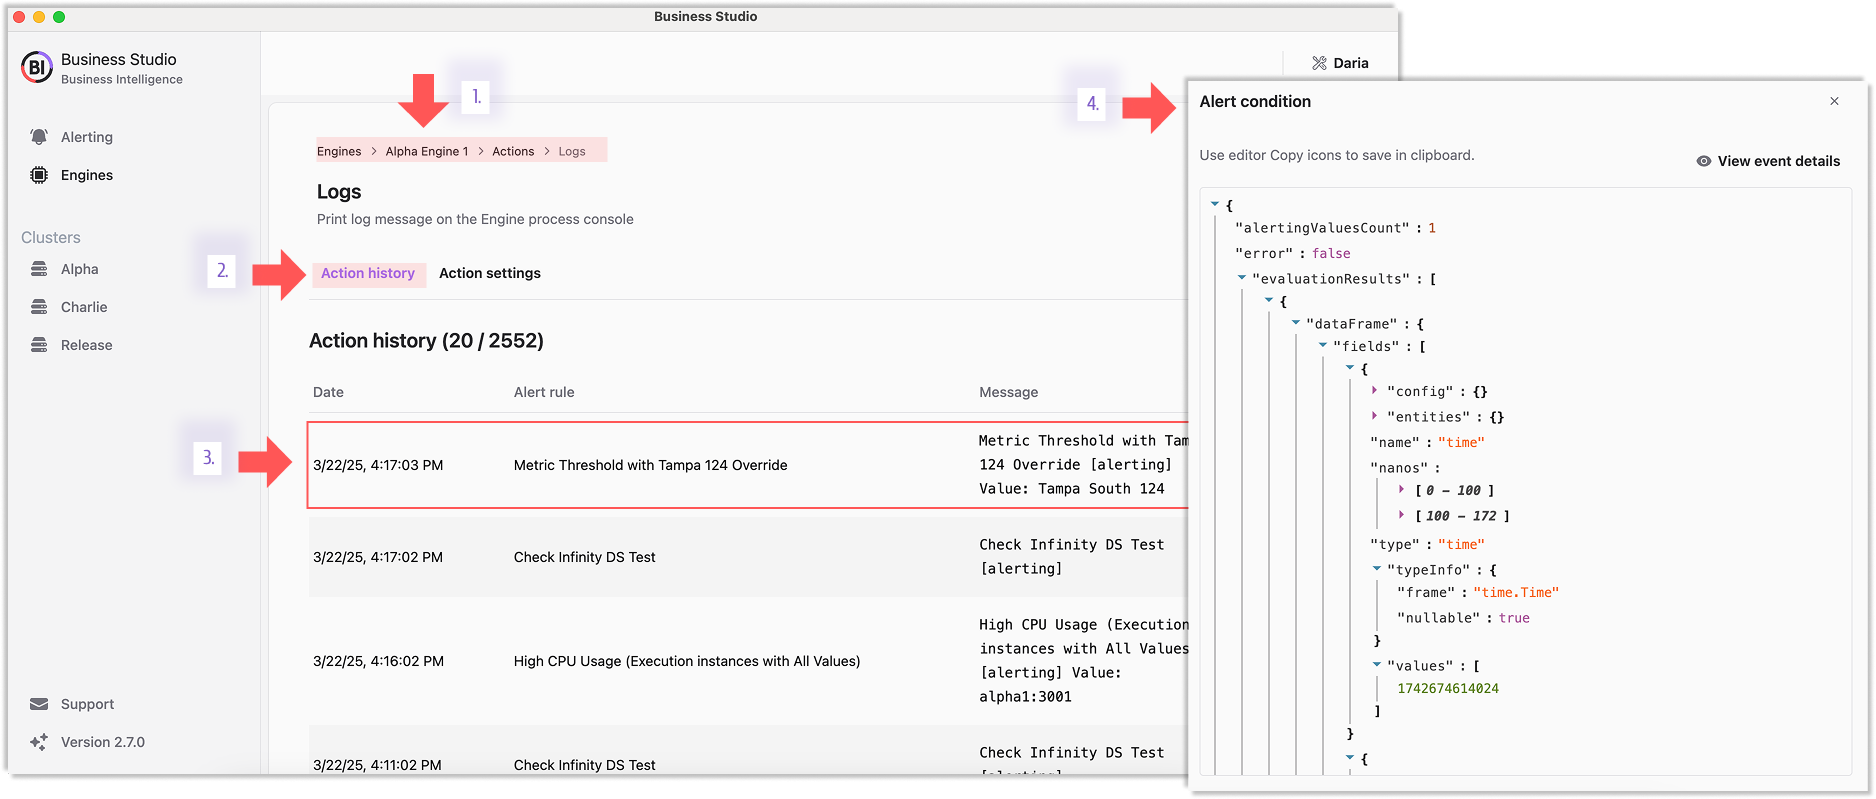 Business Studio
BI
Business Studio
Business Intelligence
Alerting
Engines
Clusters
Alpha
Charlie
Release
Support
Version 2.7.0
Daria
1.
Engines > Alpha Engine 1 > Actions > Logs
Logs
Print log message on the Engine process console
2.
Action history Action settings
Action history (20 / 2552)
Date Alert rule Message
3.
3/22/25, 4:17:03 PM Metric Threshold with Tampa 124 Override
Metric Threshold with Tam
124 Override [alerting]
Value: Tampa South 124
3/22/25, 4:17:02 PM Check Infinity DS Test
Check Infinity DS Test
[alerting]
3/22/25, 4:16:02 PM High CPU Usage (Execution instances with All Values)
High CPU Usage (Execution
instances with All Values
[alerting] Value:
alpha1:3001
3/22/25, 4:11:02 PM Check Infinity DS Test
Check Infinity DS Test
[alerting]
4.
Alert condition
Use editor Copy icons to save in clipboard.
View event details
{
"alertingValuesCount" : 1
"error" : false
"evaluationResults" : [
{
"dataFrame" : {
"fields" : [
{
"config" : {}
"entities" : {}
"name" : "time"
"nanos" :
[ 0 – 100 ]
[ 100 – 172 ]
"type" : "time"
"typeInfo" : {
"frame" : "time.Time"
"nullable" : true
}
"values" : [
1742674614024
]
}
{